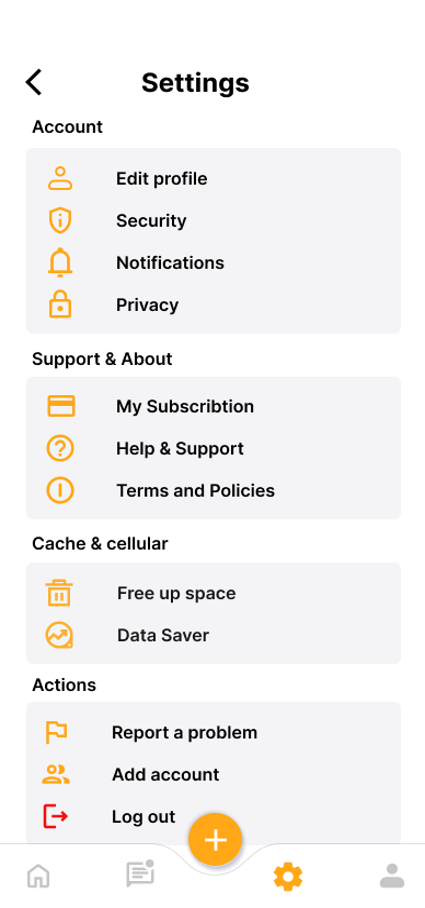 Settings
Account
Edit profile
Security
Notifications
Privacy
Support & About
My Subscribtion
Help & Support
Terms and Policies
Cache & cellular
Free up space
Data Saver
Actions
Report a problem
Add account
Log out